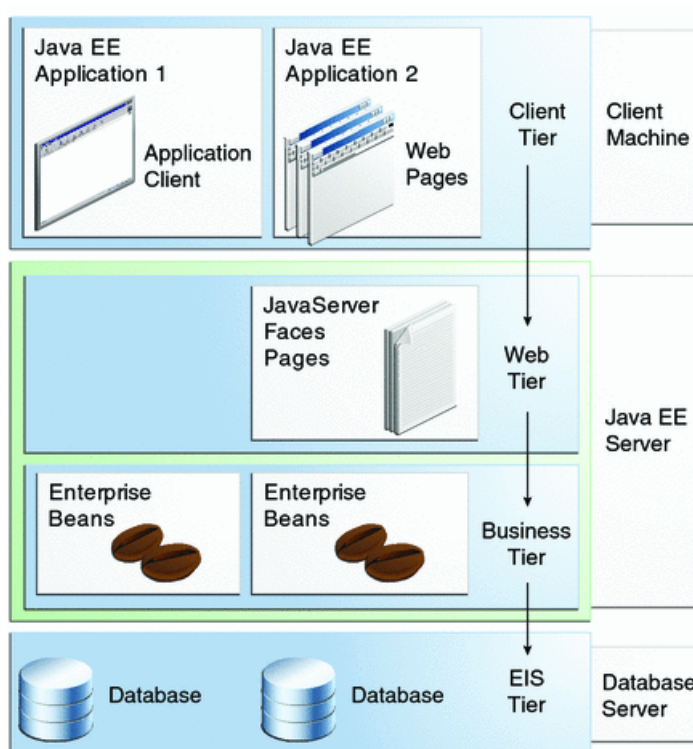 Java EE
Application 1
Application
Client
Java EE
Application 2
Web
Pages
Client
Tier
Client
Machine
JavaServer
Faces
Pages
Web
Tier
Java EE
Server
Enterprise
Beans
Enterprise
Beans
Business
Tier
Database
Database
EIS
Tier
Database
Server